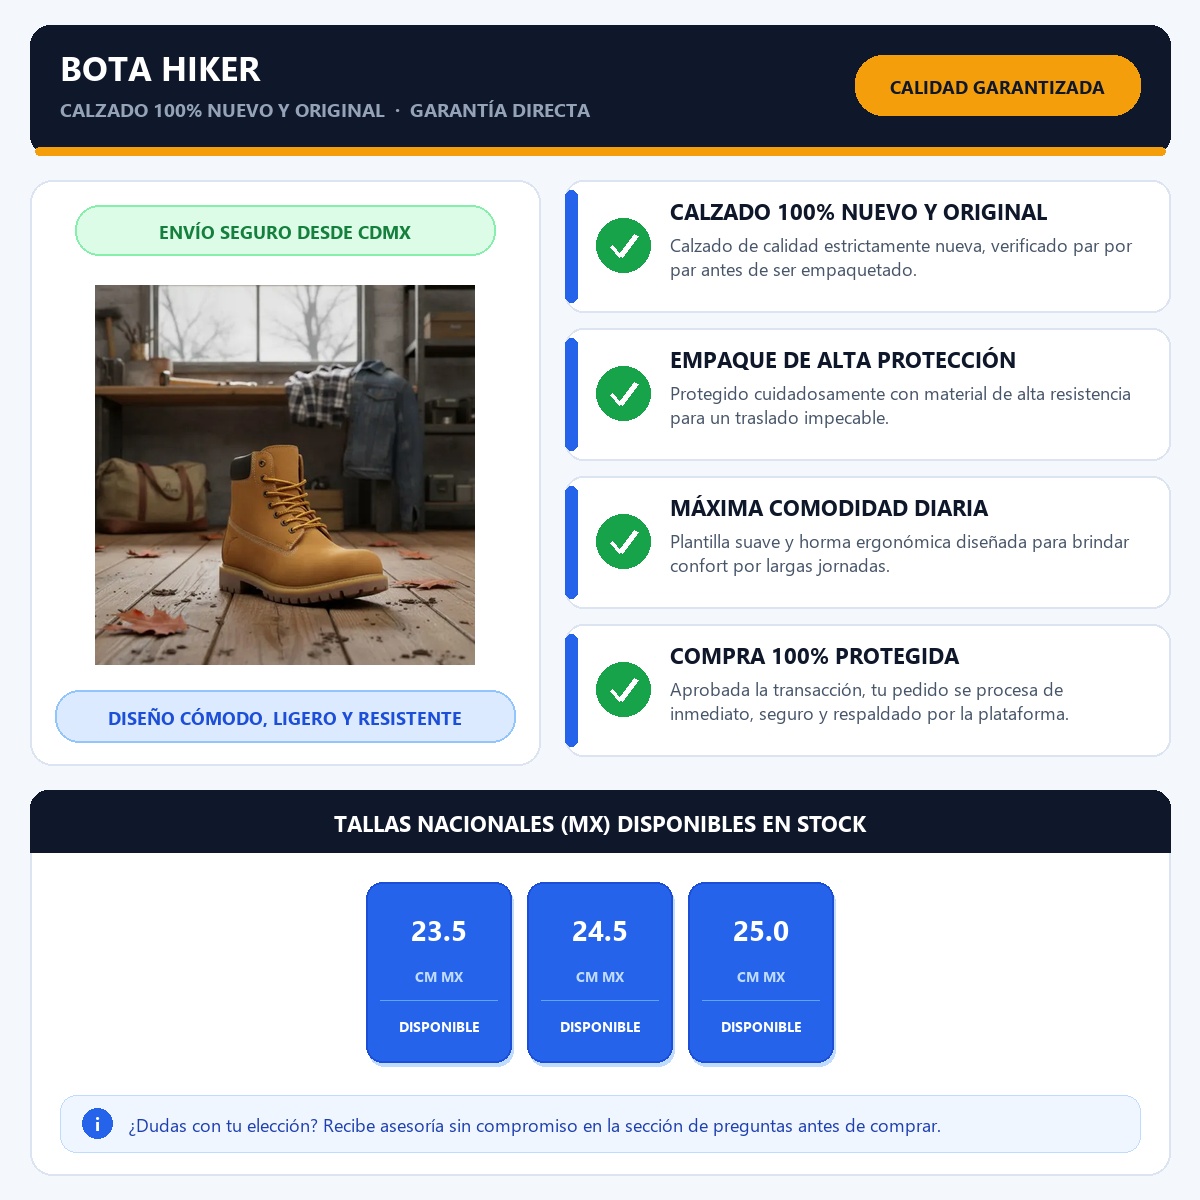 BOTA HIKER
CALZADO 100% NUEVO Y ORIGINAL · GARANTÍA DIRECTA
CALIDAD GARANTIZADA
ENVÍO SEGURO DESDE CDMX
DISEÑO CÓMODO, LIGERO Y RESISTENTE
CALZADO 100% NUEVO Y ORIGINAL
Calzado de calidad estrictamente nueva, verificado par por
par antes de ser empaquetado.
EMPAQUE DE ALTA PROTECCIÓN
Protegido cuidadosamente con material de alta resistencia
para un traslado impecable.
MÁXIMA COMODIDAD DIARIA
Plantilla suave y horma ergonómica diseñada para brindar
confort por largas jornadas.
COMPRA 100% PROTEGIDA
Aprobada la transacción, tu pedido se procesa de
inmediato, seguro y respaldado por la plataforma.
TALLAS NACIONALES (MX) DISPONIBLES EN STOCK
23.5
CM MX
DISPONIBLE
24.5
CM MX
DISPONIBLE
25.0
CM MX
DISPONIBLE
¿Dudas con tu elección? Recibe asesoría sin compromiso en la sección de preguntas antes de comprar.